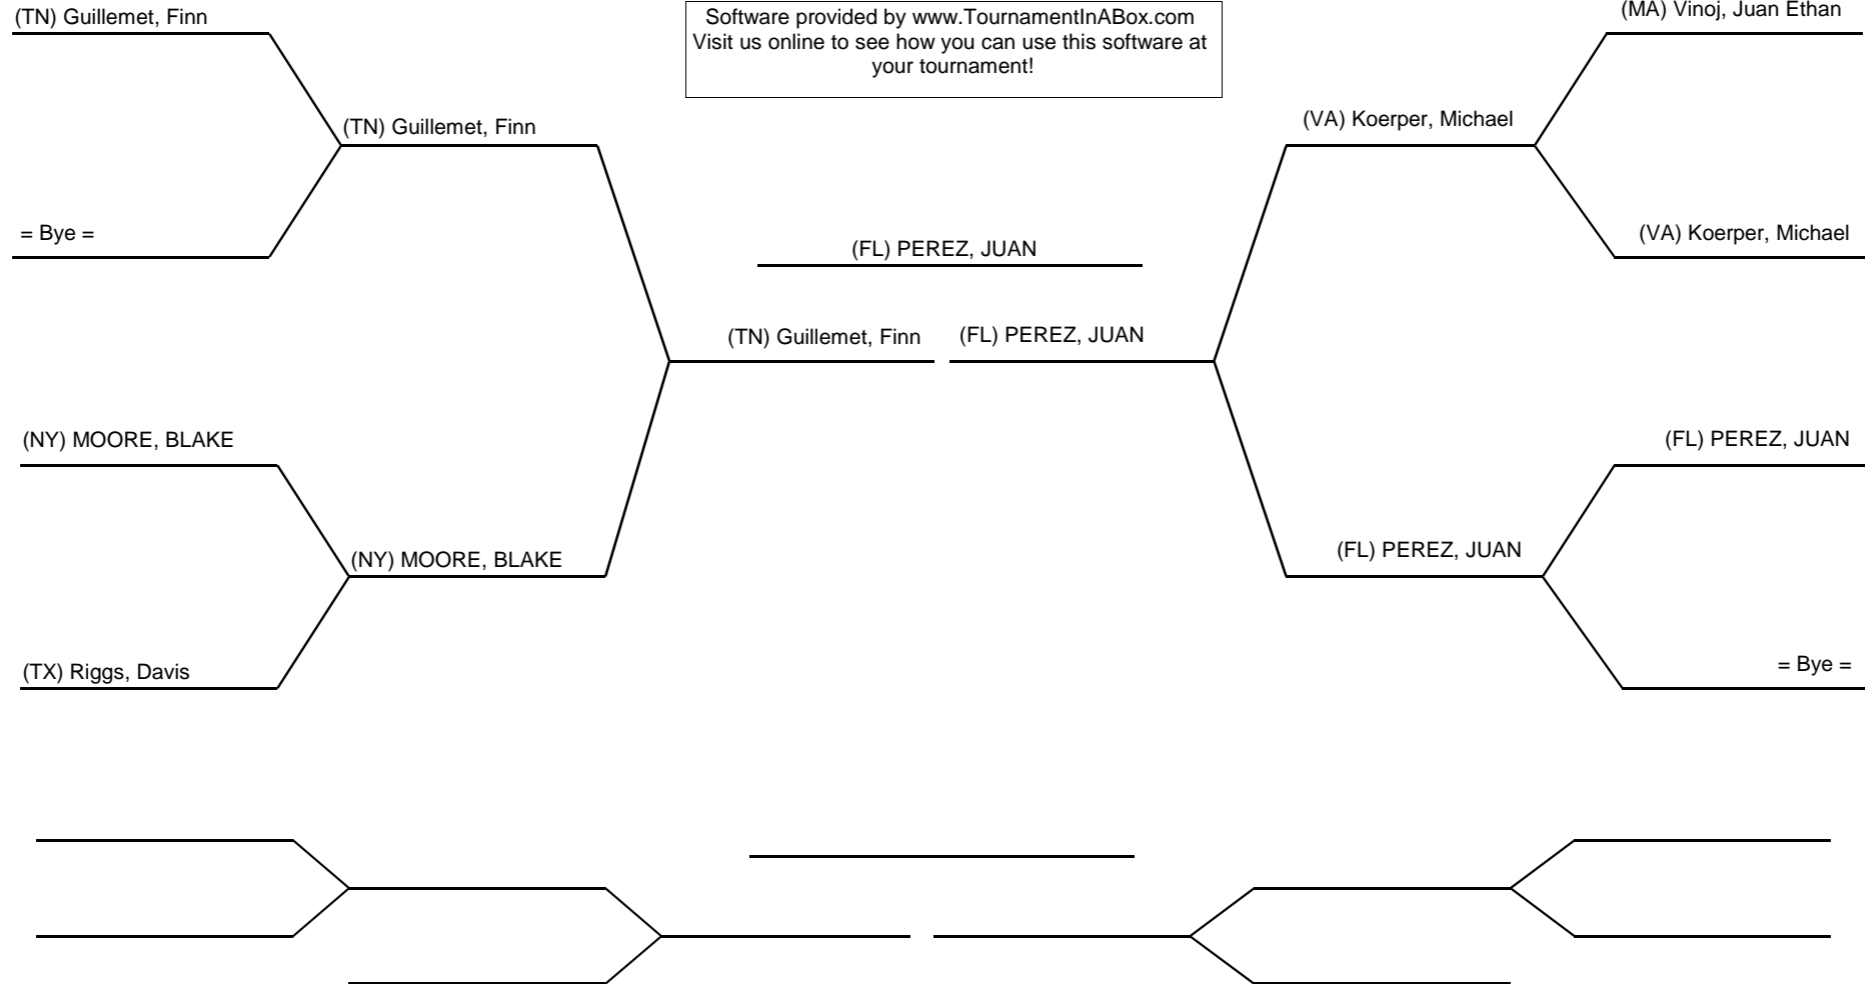 (TN) Guillemet, Finn
Software provided by www.TournamentInABox.com
Visit us online to see how you can use this software at
your tournament!
(MA) Vinoj, Juan Ethan
(TN) Guillemet, Finn
(VA) Koerper, Michael
= Bye =
(VA) Koerper, Michael
(FL) PEREZ, JUAN
(TN) Guillemet, Finn
(FL) PEREZ, JUAN
(NY) MOORE, BLAKE
(FL) PEREZ, JUAN
(NY) MOORE, BLAKE
(FL) PEREZ, JUAN
(TX) Riggs, Davis
= Bye =